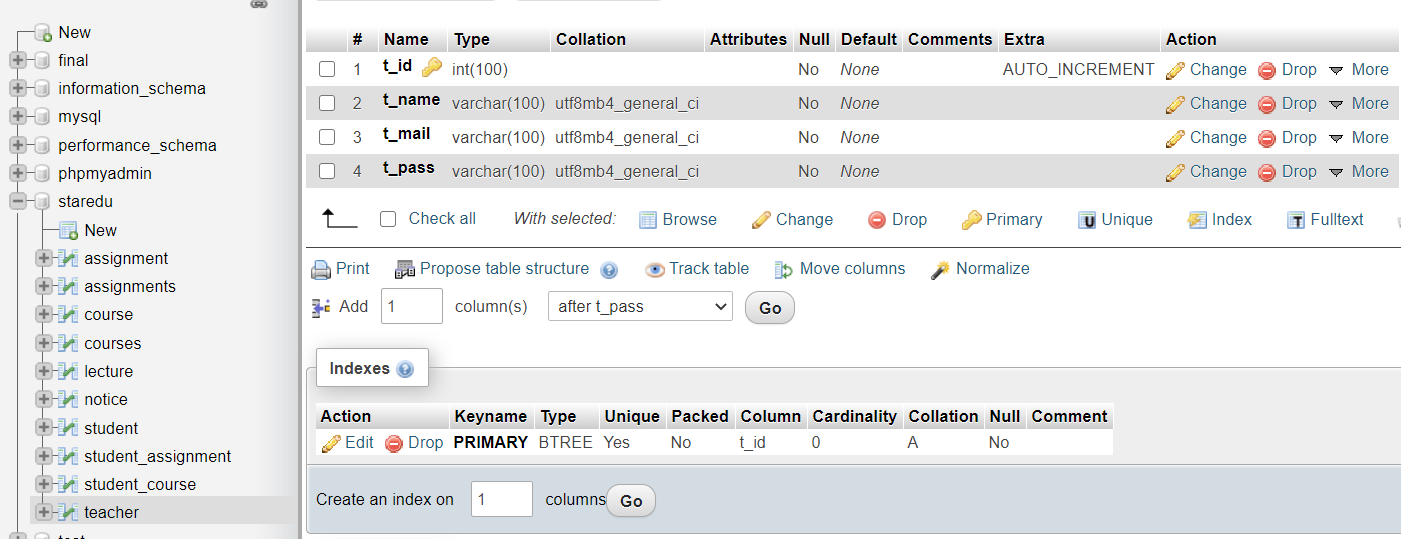 New
final
information_schema
mysql
performance_schema
phpmyadmin
staredu
New
assignment
assignments
course
courses
lecture
notice
student
student_assignment
student_course
teacher
# Name Type Collation Attributes Null Default Comments Extra Action
1 t_id int(100) No None AUTO_INCREMENT Change Drop More
2 t_name varchar(100) utf8mb4_general_ci No None Change Drop More
3 t_mail varchar(100) utf8mb4_general_ci No None Change Drop More
4 t_pass varchar(100) utf8mb4_general_ci No None Change Drop More
Check all With selected: Browse Change Drop Primary Unique Index Fulltext
Print Propose table structure Track table Move columns Normalize
Add 1 column(s) after t_pass Go
Indexes
Action Keyname Type Unique Packed Column Cardinality Collation Null Comment
Edit Drop PRIMARY BTREE Yes No t_id 0 A No
Create an index on 1 columns Go